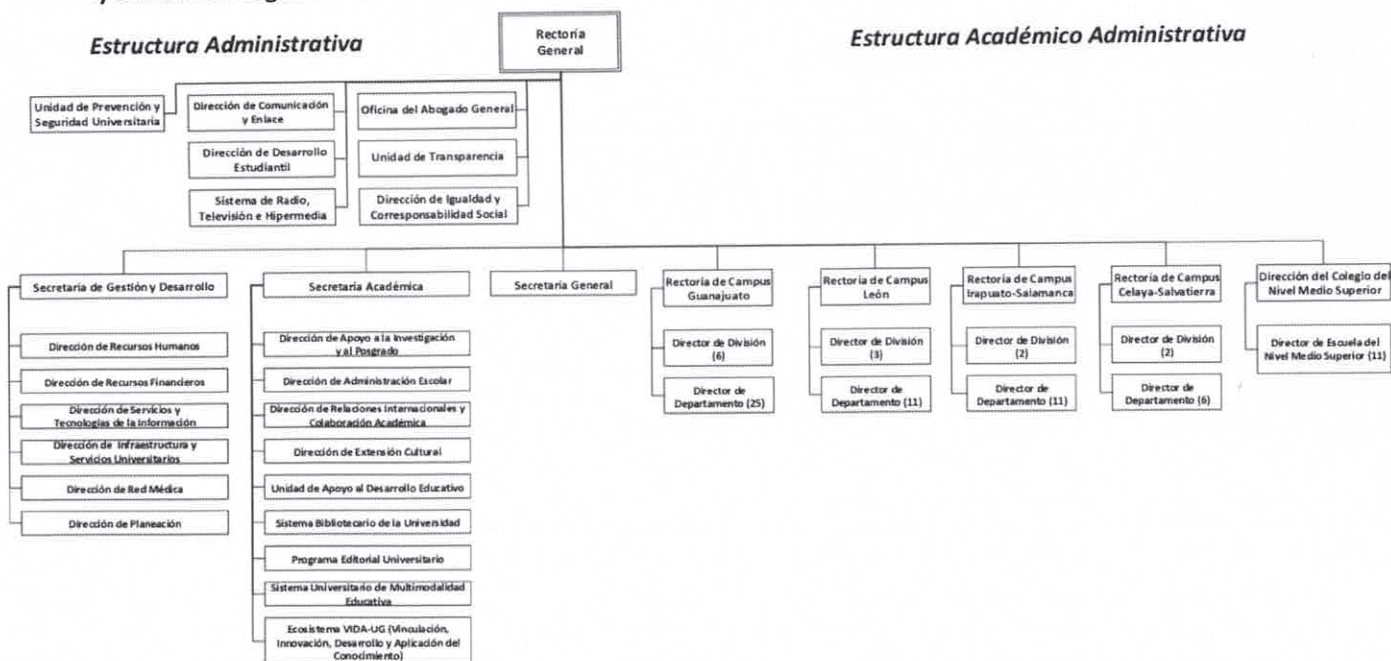 Estructura Administrativa
Rectoría
General
Estructura Académico Administrativa
Unidad de Prevención y
Seguridad Universitaria
Dirección de Comunicación
y Enlace
Oficina del Abogado General
Dirección de Desarrollo
Estudiantil
Unidad de Transparencia
Sistema de Radio,
Televisión e Hipermedia
Dirección de Igualdad y
Corresponsabilidad Social
Secretaría de Gestión y Desarrollo
Secretaría Académica
Secretaría General
Rectoría de Campus
Guanajuato
Rectoría de Campus
León
Rectoría de Campus
Irapuato-Salamanca
Rectoría de Campus
Celaya-Salvatierra
Dirección del Colegio del
Nivel Medio Superior
Dirección de Recursos Humanos
Dirección de Recursos Financieros
Dirección de Servicios y
Tecnologías de la Información
Dirección de Infraestructura y
Servicios Universitarios
Dirección de Red Médica
Dirección de Planeación
Dirección de Apoyo a la Investigación
y al Posgrado
Dirección de Administración Escolar
Dirección de Relaciones Internacionales y
Colaboración Académica
Dirección de Extensión Cultural
Unidad de Apoyo al Desarrollo Educativo
Sistema Bibliotecario de la Universidad
Programa Editorial Universitario
Sistema Universitario de Multimodalidad
Educativa
Ecosistema VIDA-UG (Vinculación,
Innovación, Desarrollo y Aplicación del
Conocimiento)
Director de División
(6)
Director de
Departamento (25)
Director de División
(3)
Director de
Departamento (11)
Director de División
(2)
Director de
Departamento (11)
Director de División
(2)
Director de
Departamento (6)
Director de Escuela del
Nivel Medio Superior (11)